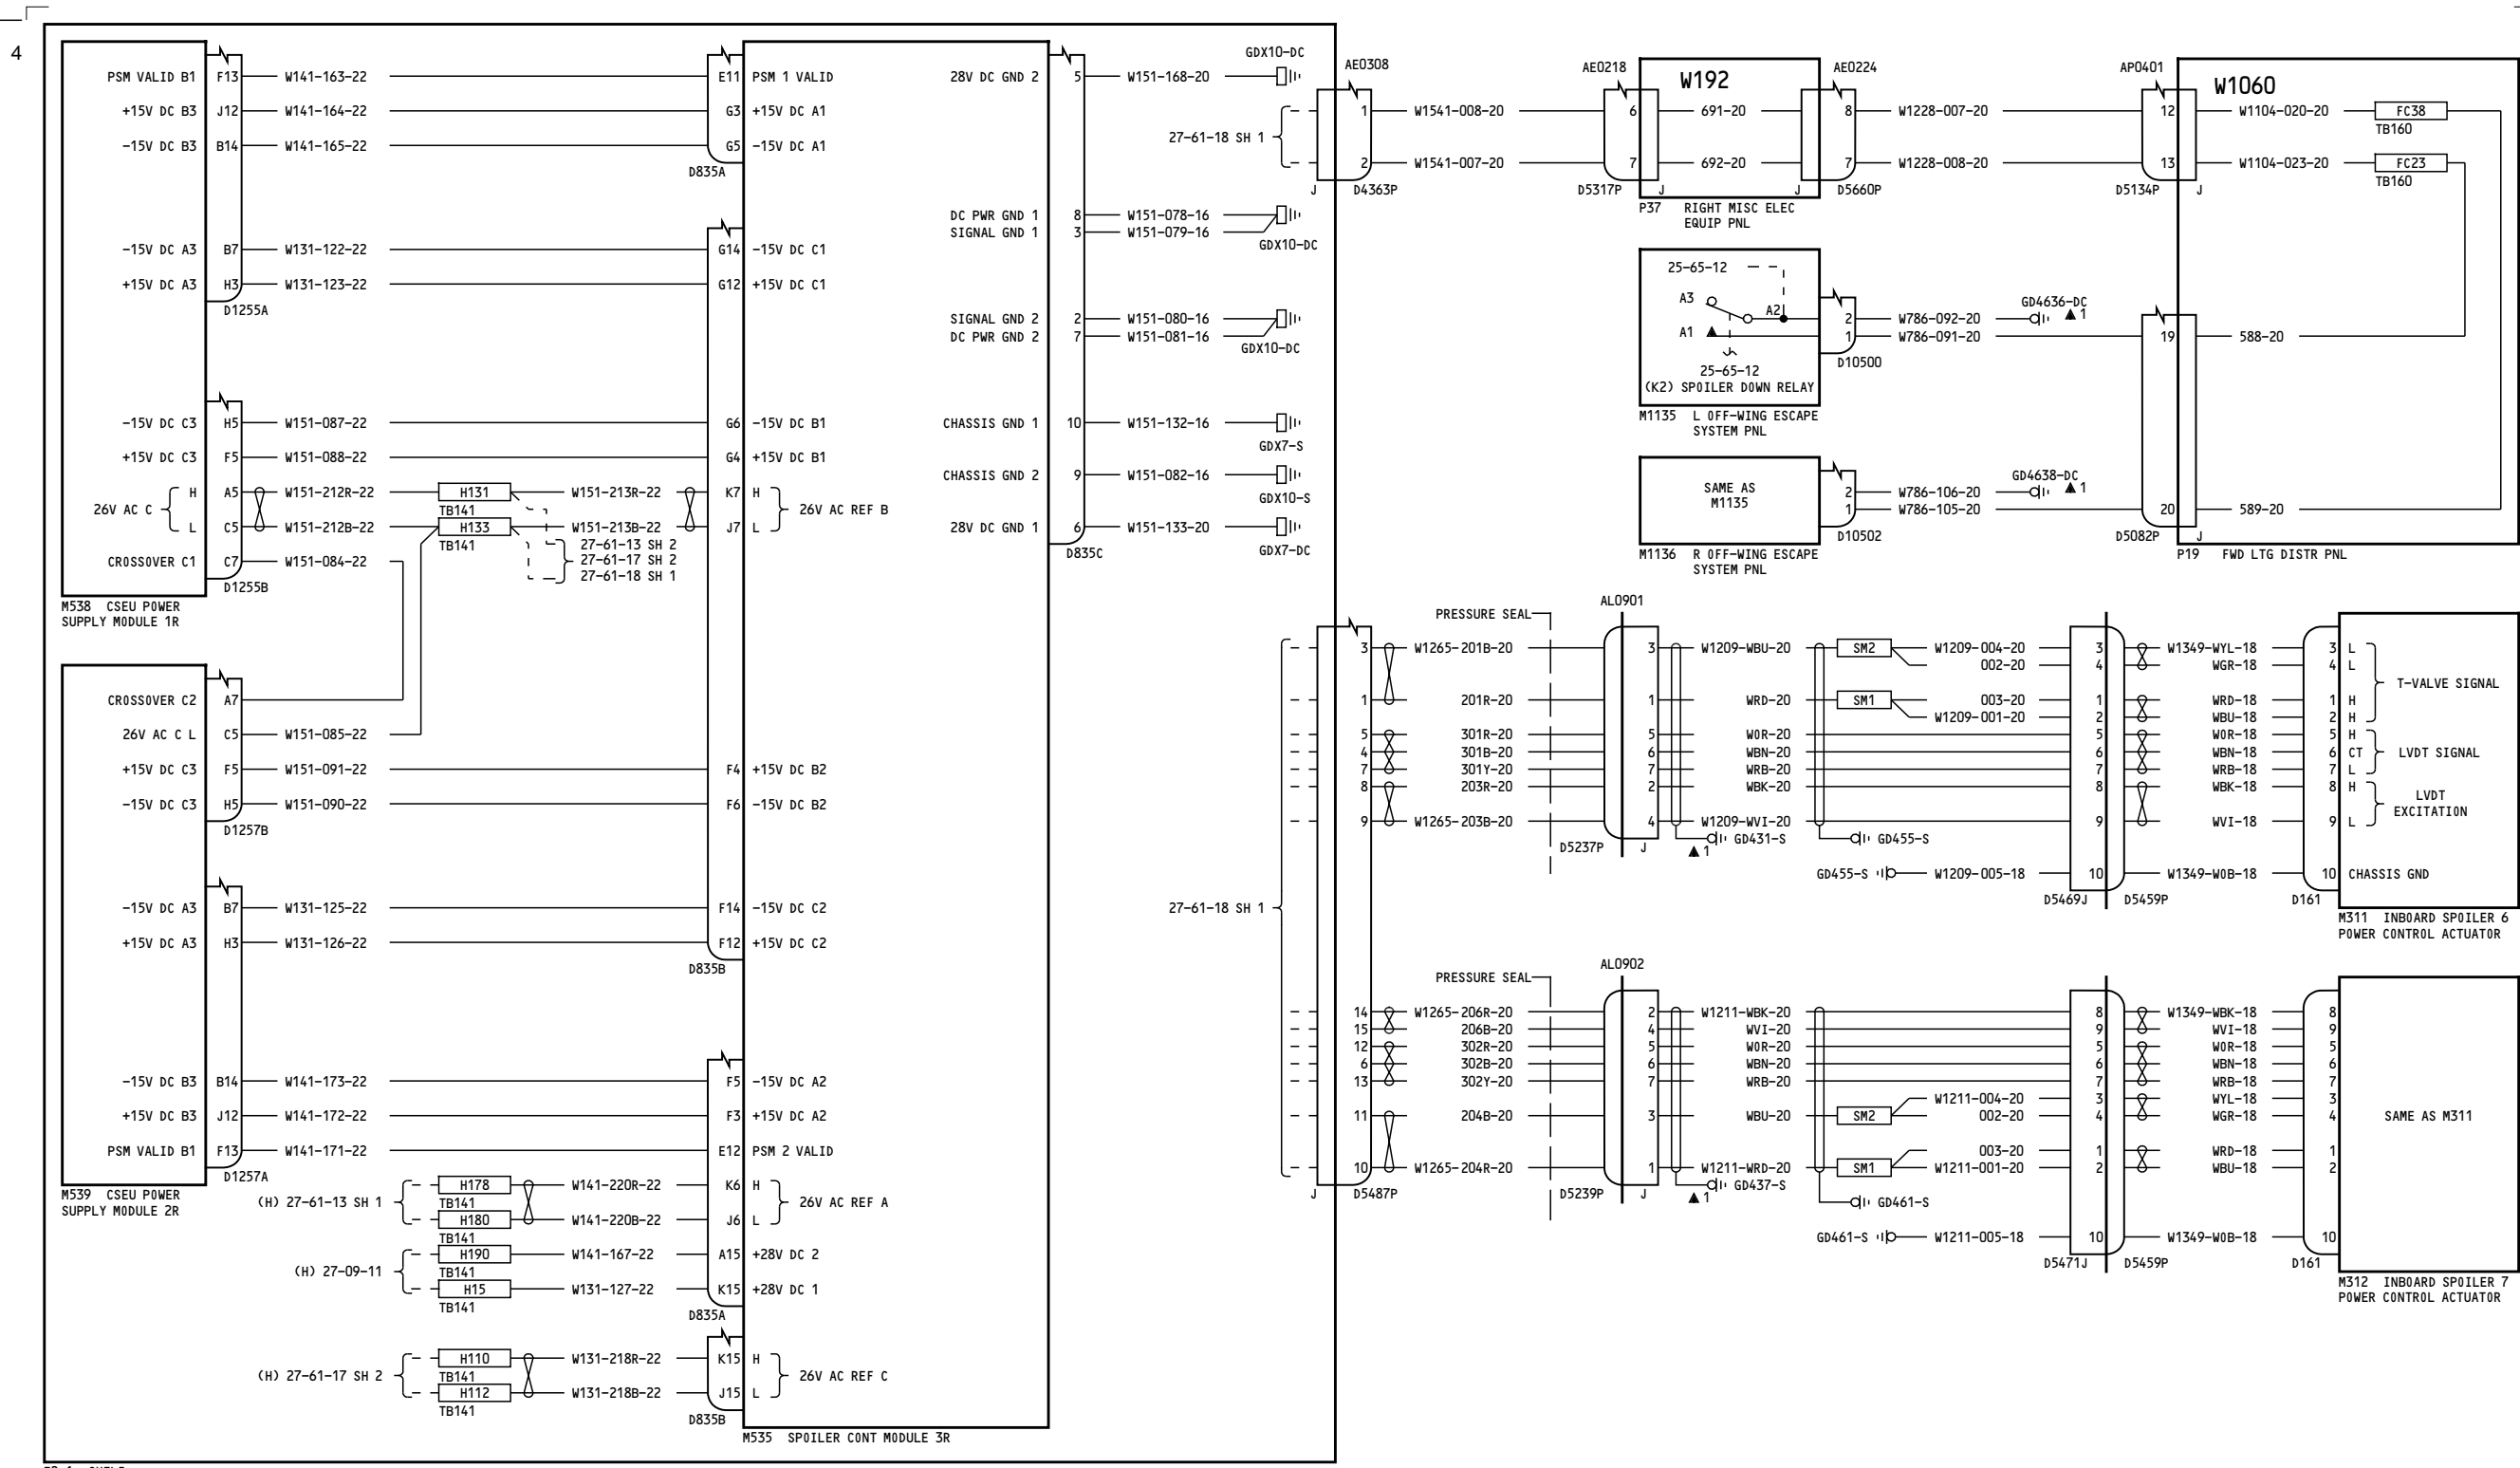 4
PSM VALID B1 F13 W141-163-22 E11 PSM 1 VALID
+15V DC B3 J12 W141-164-22 G3 +15V DC A1
-15V DC B3 B14 W141-165-22 G5 -15V DC A1
D835A
-15V DC A3 B7 W131-122-22 G14 -15V DC C1
+15V DC A3 H3 W131-123-22 G12 +15V DC C1
D1255A
-15V DC C3 H5 W151-087-22 G6 -15V DC B1
+15V DC C3 F5 W151-088-22 G4 +15V DC B1
26V AC C
H A5 W151-212R-22 H131 W151-213R-22 K7 H
TB141
L C5 W151-212B-22 H133 W151-213B-22 J7 L
TB141
26V AC REF B
27-61-13 SH 2
27-61-17 SH 2
27-61-18 SH 1
CROSSOVER C1 C7 W151-084-22
D1255B
M538 CSEU POWER
SUPPLY MODULE 1R
CROSSOVER C2 A7
26V AC C L C5 W151-085-22
+15V DC C3 F5 W151-091-22 F4 +15V DC B2
-15V DC C3 H5 W151-090-22 F6 -15V DC B2
D1257B
-15V DC A3 B7 W131-125-22 F14 -15V DC C2
+15V DC A3 H3 W131-126-22 F12 +15V DC C2
D835B
-15V DC B3 B14 W141-173-22 F5 -15V DC A2
+15V DC B3 J12 W141-172-22 F3 +15V DC A2
PSM VALID B1 F13 W141-171-22 E12 PSM 2 VALID
D1257A
M539 CSEU POWER
SUPPLY MODULE 2R
(H) 27-61-13 SH 1
H178 W141-220R-22 K6 H
TB141
H180 W141-220B-22 J6 L
TB141
26V AC REF A
(H) 27-09-11
H190 W141-167-22 A15 +28V DC 2
TB141
H15 W131-127-22 K15 +28V DC 1
TB141
D835A
(H) 27-61-17 SH 2
H110 W131-218R-22 K15 H
TB141
H112 W131-218B-22 J15 L
TB141
26V AC REF C
D835B
M535 SPOILER CONT MODULE 3R
28V DC GND 2 5 W151-168-20 GDX10-DC
DC PWR GND 1 8 W151-078-16
SIGNAL GND 1 3 W151-079-16
GDX10-DC
SIGNAL GND 2 2 W151-080-16
DC PWR GND 2 7 W151-081-16
GDX10-DC
CHASSIS GND 1 10 W151-132-16
GDX7-S
CHASSIS GND 2 9 W151-082-16
GDX10-S
28V DC GND 1 6 W151-133-20
D835C GDX7-DC
27-61-18 SH 1
AE0308 AE0218 W192 AE0224 AP0401 W1060
1 W1541-008-20 6 691-20 8 W1228-007-20 12 W1104-020-20 FC38
TB160
2 W1541-007-20 7 692-20 7 W1228-008-20 13 W1104-023-20 FC23
TB160
J D4363P D5317P J J D5660P D5134P J
P37 RIGHT MISC ELEC
EQUIP PNL
25-65-12
A3
A2
A1
25-65-12
(K2) SPOILER DOWN RELAY
2 W786-092-20 GD4636-DC 1
1 W786-091-20 19 588-20
D10500
M1135 L OFF-WING ESCAPE
SYSTEM PNL
SAME AS
M1135
2 W786-106-20 GD4638-DC 1
1 W786-105-20 20 589-20
D10502 D5082P J
M1136 R OFF-WING ESCAPE
SYSTEM PNL
P19 FWD LTG DISTR PNL
27-61-18 SH 1
PRESSURE SEAL AL0901
3 W1265-201B-20 3 W1209-WBU-20 SM2 W1209-004-20 3 W1349-WYL-18 3 L
002-20 4 WGR-18 4 L
1 201R-20 1 WRD-20 SM1 003-20 1 WRD-18 1 H
W1209-001-20 2 WBU-18 2 H
T-VALVE SIGNAL
5 301R-20 5 WOR-20 5 WOR-18 5 H
4 301B-20 6 WBN-20 6 WBN-18 6 CT LVDT SIGNAL
7 301Y-20 7 WRB-20 7 WRB-18 7 L
8 203R-20 2 WBK-20 8 WBK-18 8 H
LVDT
EXCITATION
9 W1265-203B-20 4 W1209-WVI-20 9 WVI-18 9 L
D5237P J 1 GD431-S GD455-S
GD455-S W1209-005-18 10 W1349-WOB-18 10 CHASSIS GND
D5469J D5459P D161
M311 INBOARD SPOILER 6
POWER CONTROL ACTUATOR
PRESSURE SEAL AL0902
14 W1265-206R-20 2 W1211-WBK-20 8 W1349-WBK-18 8
15 206B-20 4 WVI-20 9 WVI-18 9
12 302R-20 5 WOR-20 5 WOR-18 5
6 302B-20 6 WBN-20 6 WBN-18 6
13 302Y-20 7 WRB-20 7 WRB-18 7
W1211-004-20 3 WYL-18 3
11 204B-20 3 WBU-20 SM2 002-20 4 WGR-18 4
SAME AS M311
003-20 1 WRD-18 1
10 W1265-204R-20 1 W1211-WRD-20 SM1 W1211-001-20 2 WBU-18 2
J D5487P D5239P J 1 GD437-S
GD461-S
GD461-S W1211-005-18 10 W1349-WOB-18 10
D5471J D5459P D161
M312 INBOARD SPOILER 7
POWER CONTROL ACTUATOR